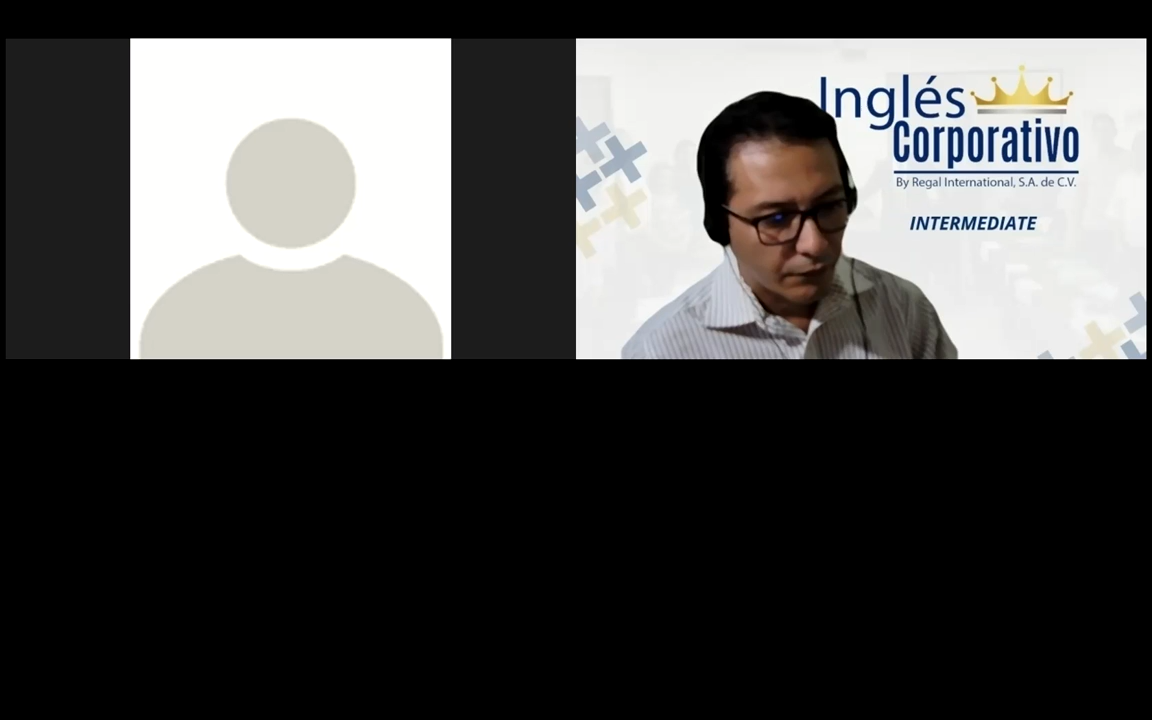 Inglés
Corporativo
By Regal International, S.A. de C.V.
INTERMEDIATE